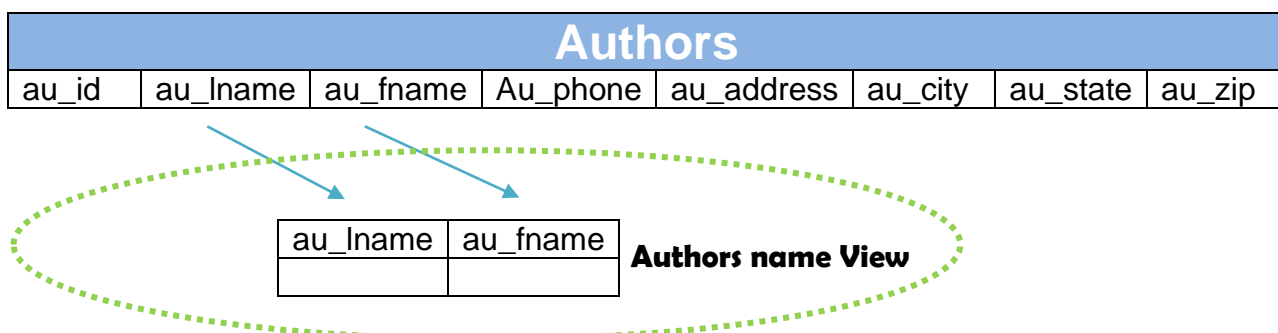 Authors
au_id au_lname au_fname Au_phone au_address au_city au_state au_zip
au_lname au_fname
Authors name View